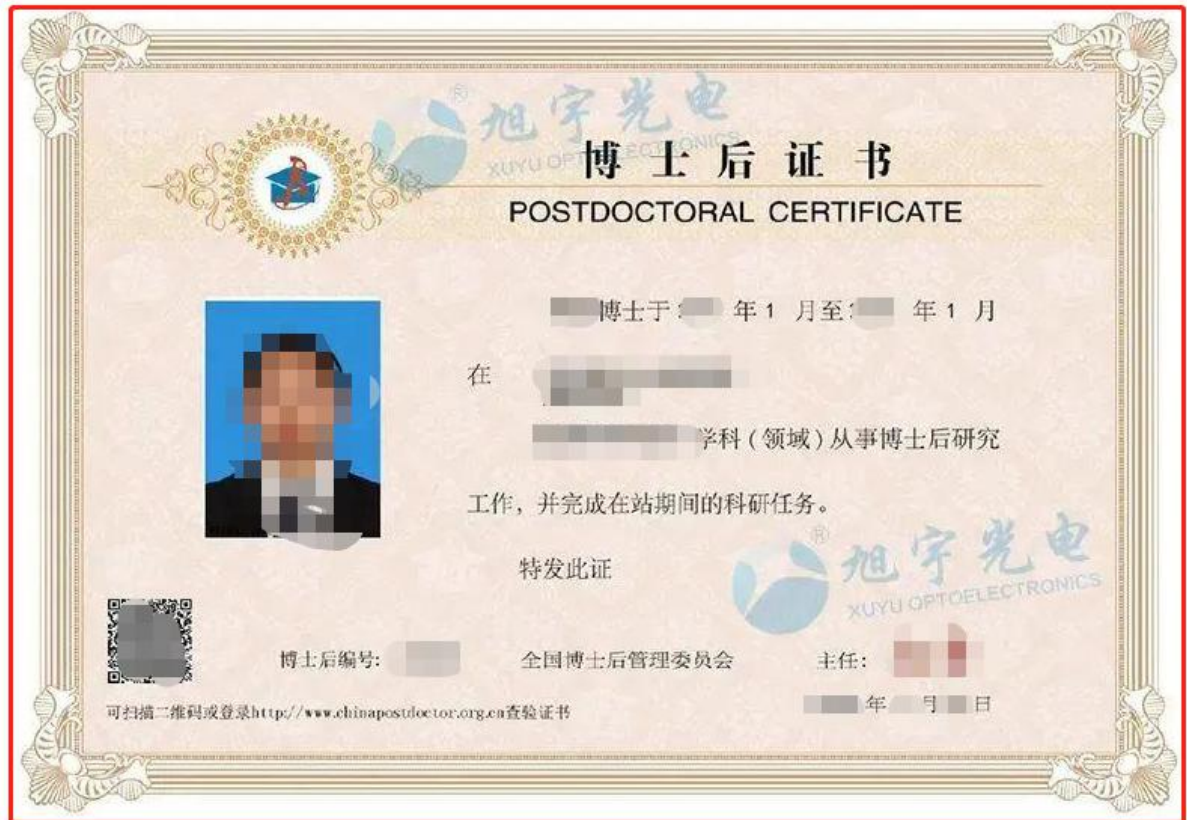 ® 旭宇光电
XUYU OPTOELECTRONICS
博士后证书
POSTDOCTORAL CERTIFICATE
博士于 年 1 月至 年 1 月
在
学科(领域)从事博士后研究
工作,并完成在站期间的科研任务。
特发此证
® 旭宇光电
XUYU OPTOELECTRONICS
博士后编号: 全国博士后管理委员会 主任:
年 月 日
可扫描二维码或登录http://www.chinapostdoctor.org.cn查验证书